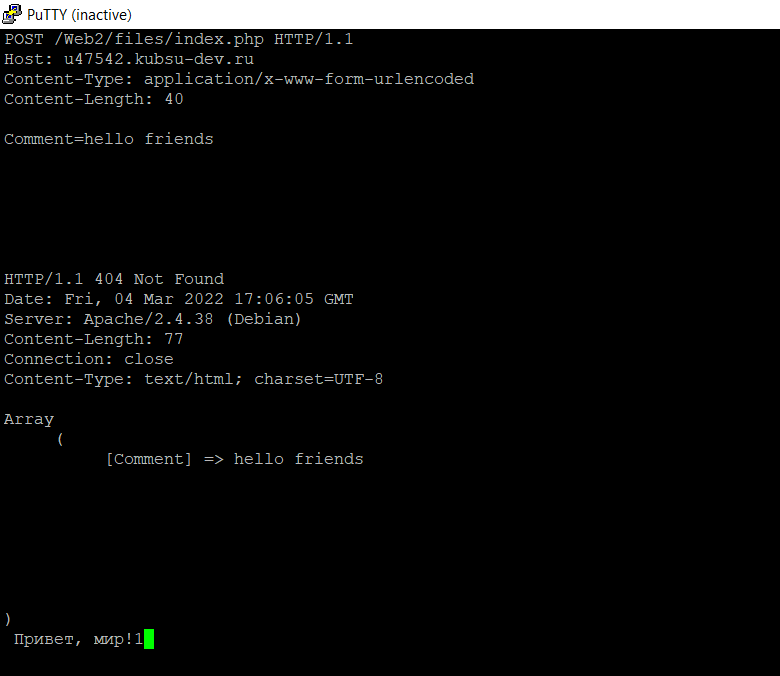 PuTTY (inactive)
POST /Web2/files/index.php HTTP/1.1
Host: u47542.kubsu-dev.ru
Content-Type: application/x-www-form-urlencoded
Content-Length: 40
Comment=hello friends
HTTP/1.1 404 Not Found
Date: Fri, 04 Mar 2022 17:06:05 GMT
Server: Apache/2.4.38 (Debian)
Content-Length: 77
Connection: close
Content-Type: text/html; charset=UTF-8
Array
(
[Comment] => hello friends
)
Привет, мир!1